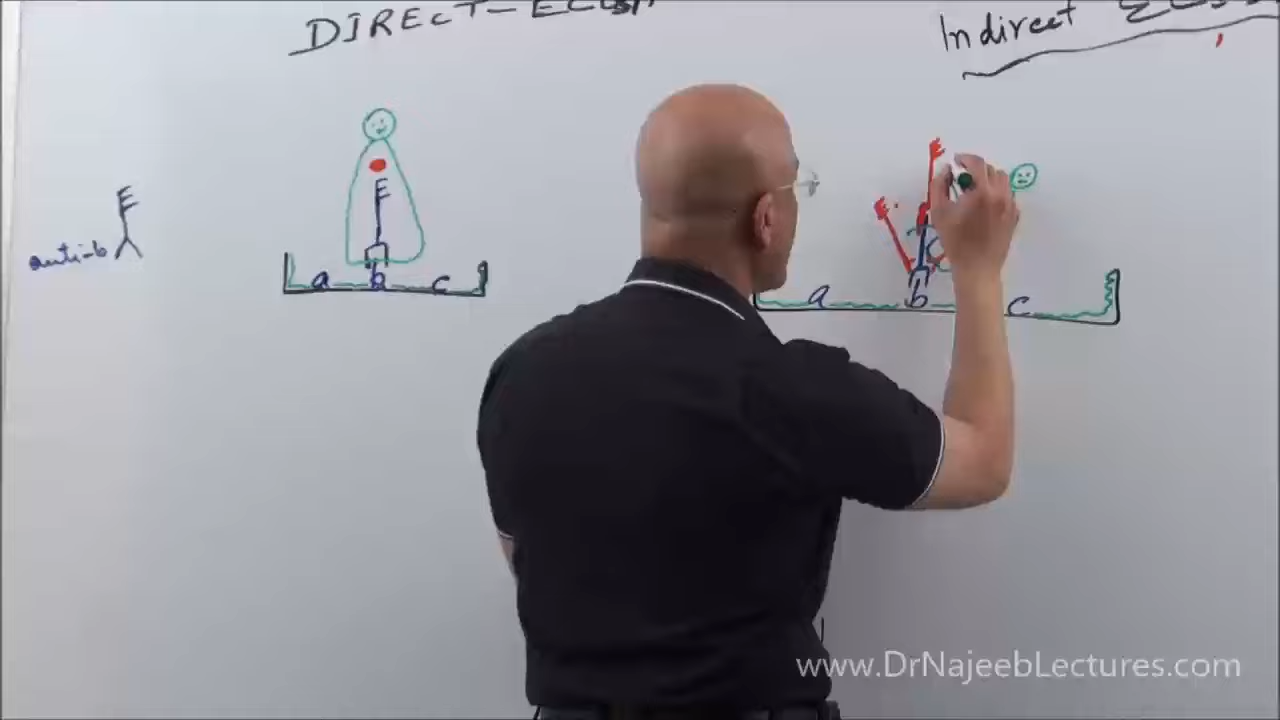 DIRECT-
Indirect
anti-b
E
E
a b c
a b c
www.DrNajeebLectures.com